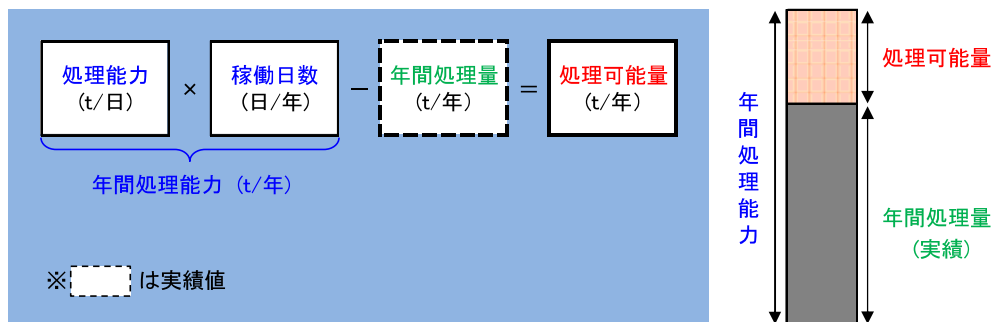 処理能力 × 稼働日数 － 年間処理量 ＝ 処理可能量
(t/日) (日/年) (t/年) (t/年)
年間処理能力 (t/年)
※ は実績値
年間処理能力
処理可能量
年間処理量
(実績)